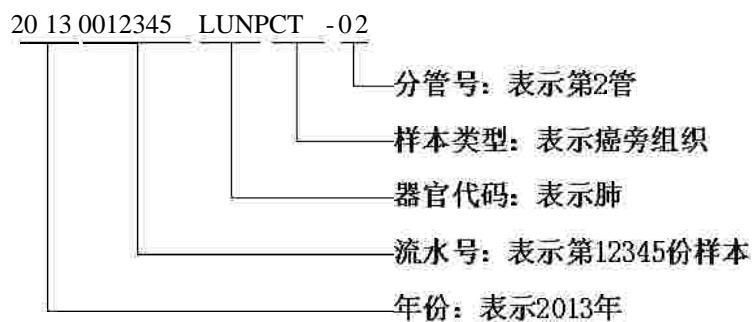 20 13 0012345 LUNPCT -02
分管号：表示第2管
样本类型：表示癌旁组织
器官代码：表示肺
流水号：表示第12345份样本
年份：表示2013年